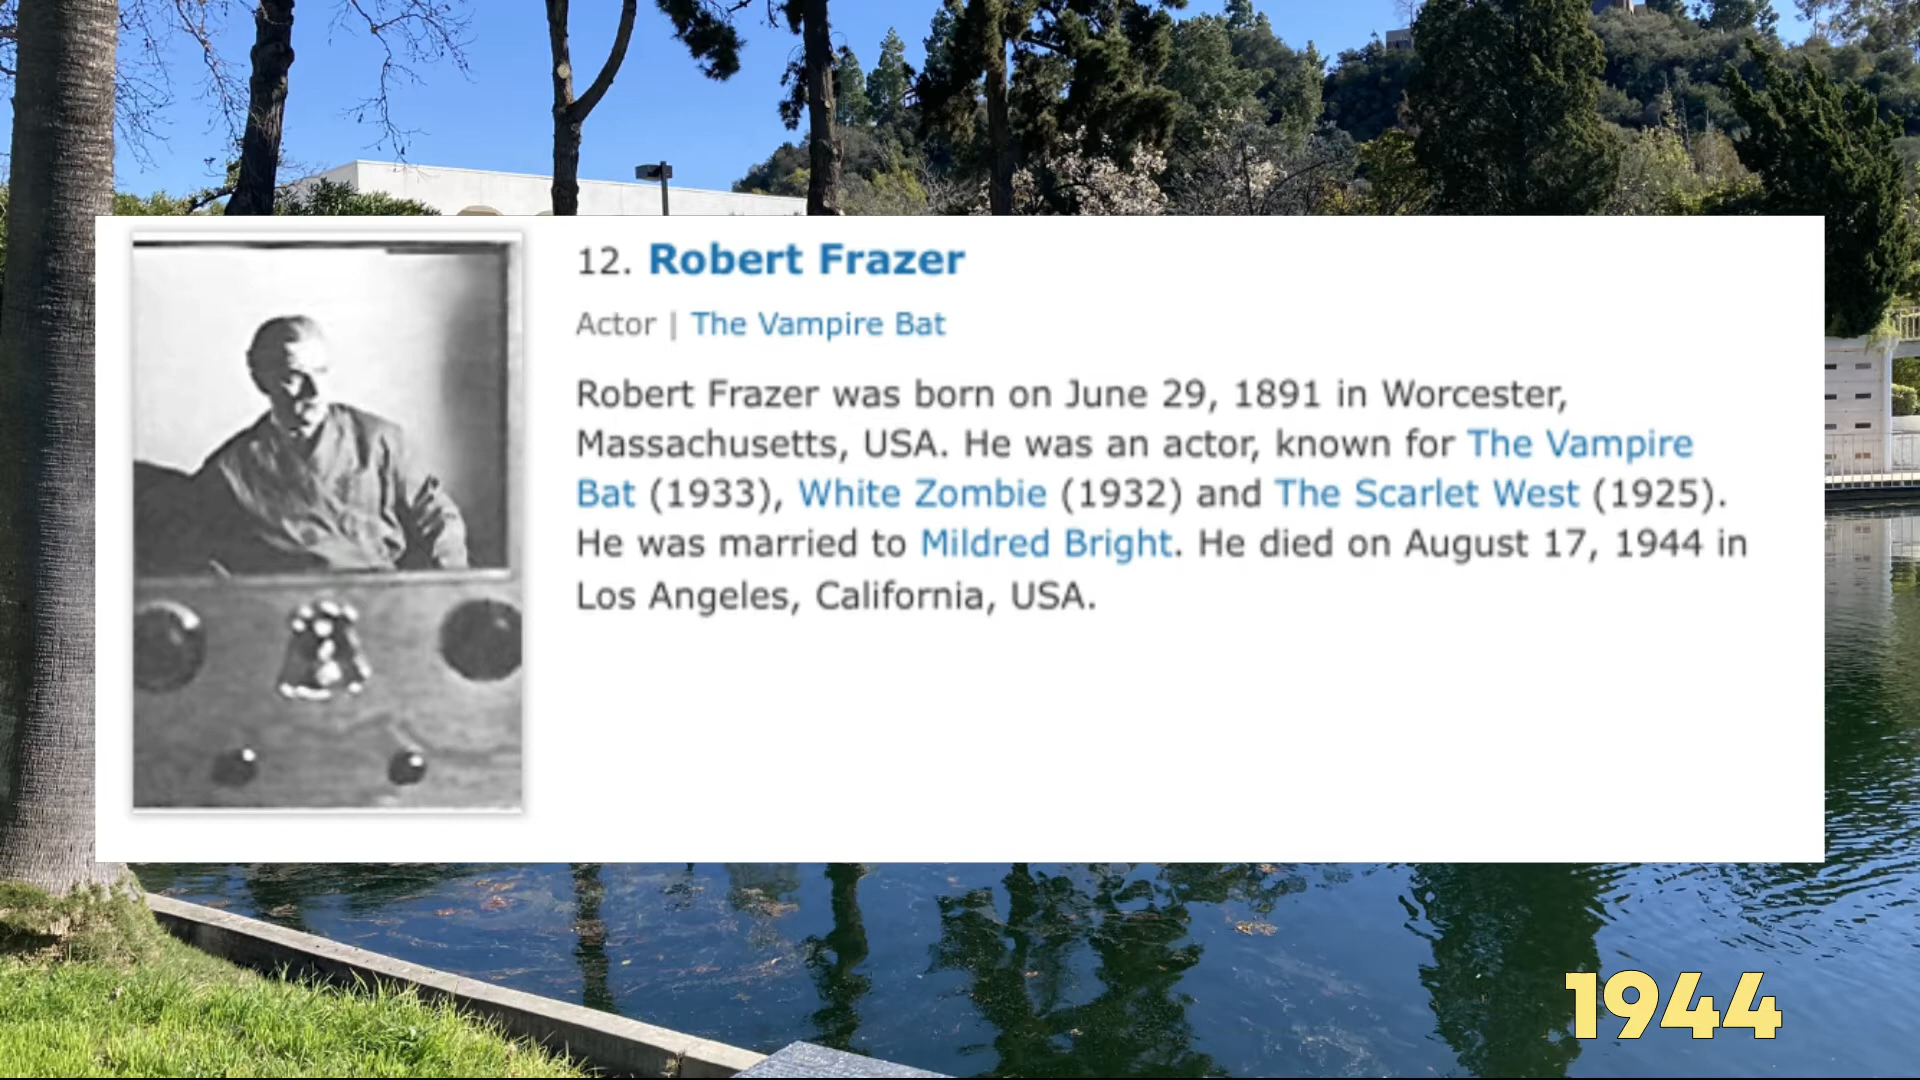 12. Robert Frazer
Actor | The Vampire Bat
Robert Frazer was born on June 29, 1891 in Worcester,
Massachusetts, USA. He was an actor, known for The Vampire
Bat (1933), White Zombie (1932) and The Scarlet West (1925).
He was married to Mildred Bright. He died on August 17, 1944 in
Los Angeles, California, USA.
1944